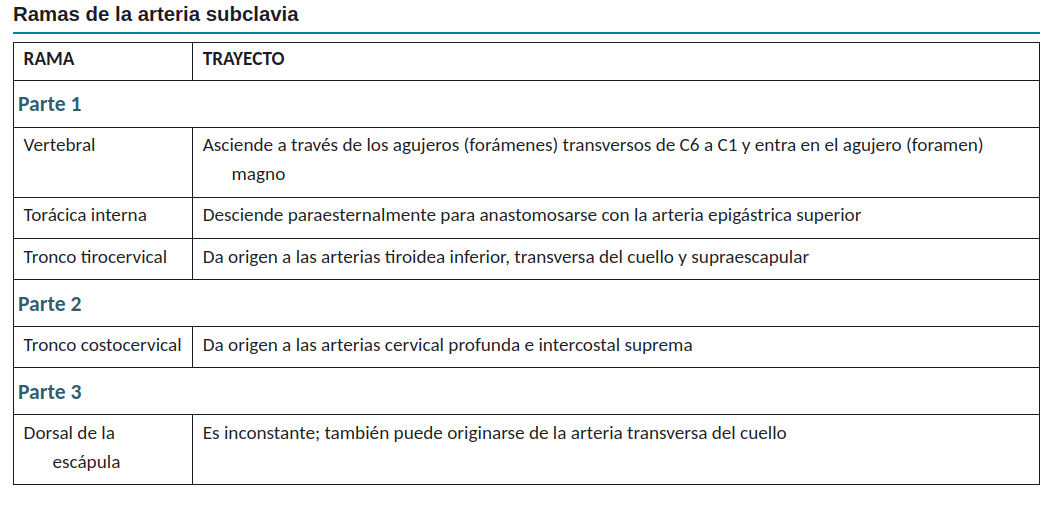 Ramas de la arteria subclavia
RAMA TRAYECTO
Parte 1
Vertebral Asciende a través de los agujeros (forámenes) transversos de C6 a C1 y entra en el agujero (foramen)
magno
Torácica interna Desciende paraesternalmente para anastomosarse con la arteria epigástrica superior
Tronco tirocervical Da origen a las arterias tiroidea inferior, transversa del cuello y supraescapular
Parte 2
Tronco costocervical Da origen a las arterias cervical profunda e intercostal suprema
Parte 3
Dorsal de la Es inconstante; también puede originarse de la arteria transversa del cuello
escápula